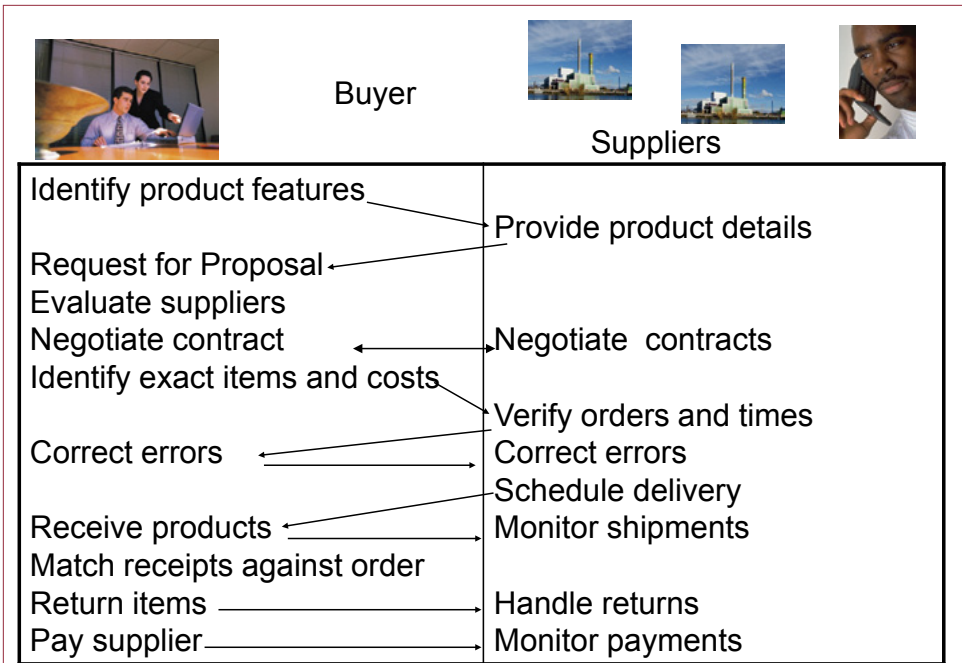 Buyer
Suppliers
Identify product features
Provide product details
Request for Proposal
Evaluate suppliers
Negotiate contract
Negotiate contracts
Identify exact items and costs
Verify orders and times
Correct errors
Correct errors
Schedule delivery
Receive products
Monitor shipments
Match receipts against order
Return items
Handle returns
Pay supplier
Monitor payments